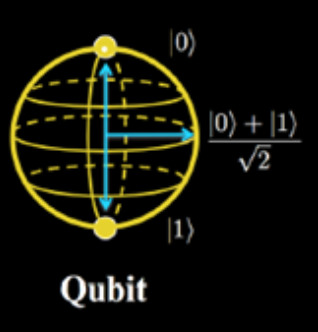 |0⟩
|0⟩ + |1⟩
√2
|1⟩
Qubit